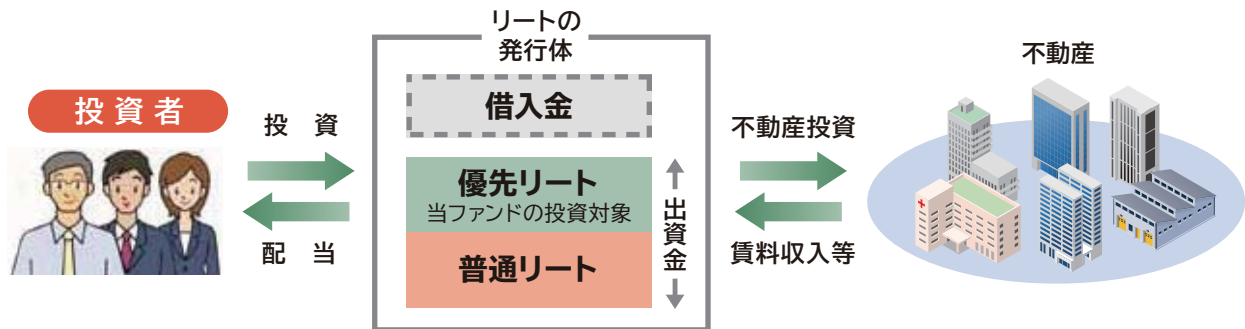 リートの
発行体
投資者
投資
配当
借入金
優先リート
当ファンドの投資対象
普通リート
出資金
不動産投資
賃料収入等
不動産